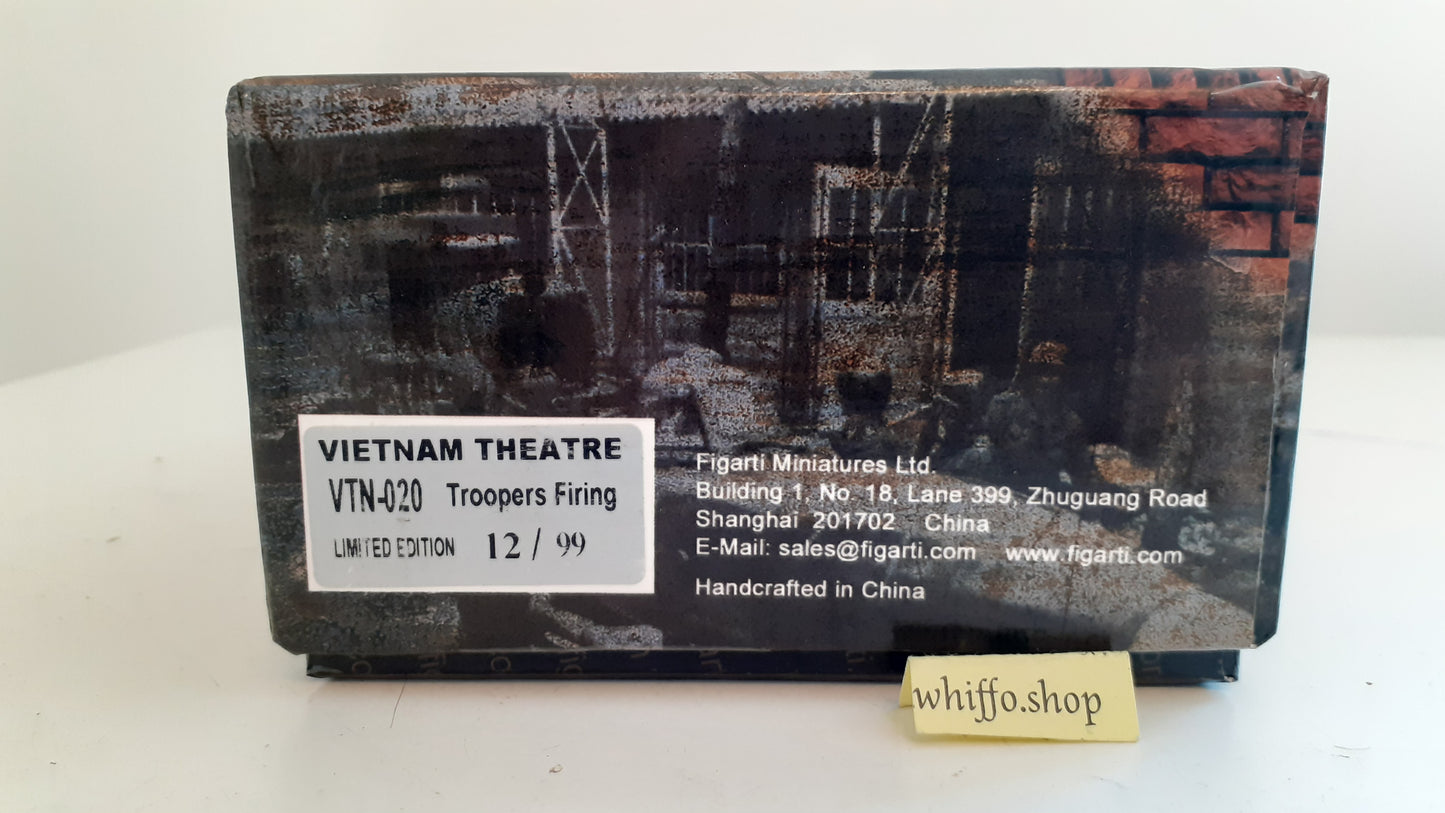 VIETNAM THEATRE
VTN-020 Troopers Firing
LIMITED EDITION 12 / 99
Figarti Miniatures Ltd.
Building 1, No. 18, Lane 399, Zhuguang Road
Shanghai 201702 China
E-Mail: sales@figarti.com www.figarti.com
Handcrafted in China
whiffo.shop